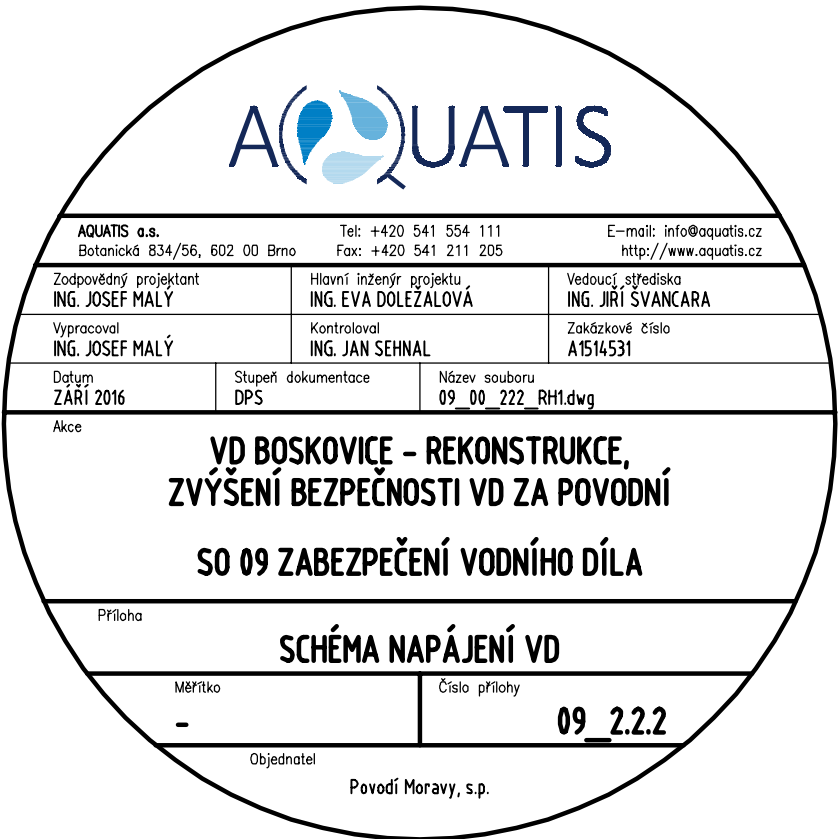 AQUATIS
AQUATIS a.s. Tel: +420 541 554 111 E-mail: info@aquatis.cz
Botanická 834/56, 602 00 Brno Fax: +420 541 211 205 http://www.aquatis.cz
Zodpovědný projektant Hlavní inženýr projektu Vedoucí střediska
ING. JOSEF MALÝ ING. EVA DOLEŽALOVÁ ING. JIŘÍ ŠVANCARA
Vypracoval Kontroloval Zakázkové číslo
ING. JOSEF MALÝ ING. JAN SEHNAL A1514531
Datum Stupeň dokumentace Název souboru
ZÁŘÍ 2016 DPS 09_00_222_RH1.dwg
Akce
VD BOSKOVICE - REKONSTRUKCE,
ZVÝŠENÍ BEZPEČNOSTI VD ZA POVODNÍ
SO 09 ZABEZPEČENÍ VODNÍHO DÍLA
Příloha
SCHÉMA NAPÁJENÍ VD
Měřítko Číslo přílohy
- 09_2.2.2
Objednatel
Povodí Moravy, s.p.